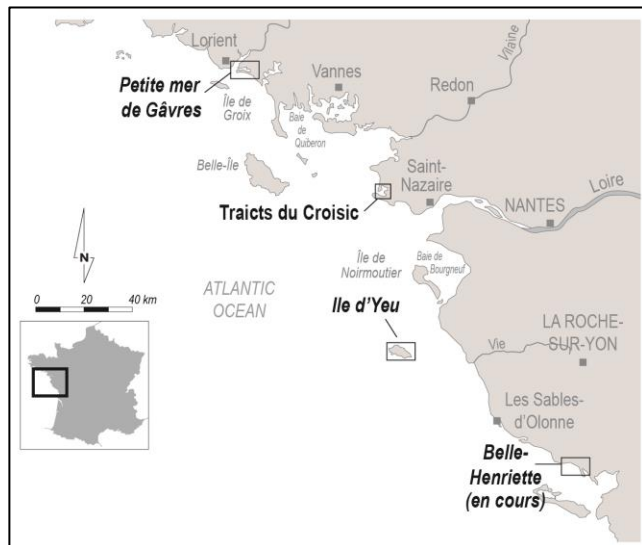 Lorient
Vannes
Redon
Vilaine
Petite mer
de Gâvres
Île de
Groix
Baie
de
Quiberon
Belle-Île
Saint-
Nazaire
Loire
NANTES
Traicts du Croisic
Île de
Noirmoutier
Baie de
Bourgneuf
N
0 20 40 km
ATLANTIC
OCEAN
Ile d'Yeu
LA ROCHE-
SUR-YON
Vie
Les Sables-
d'Olonne
Belle-
Henriette
(en cours)